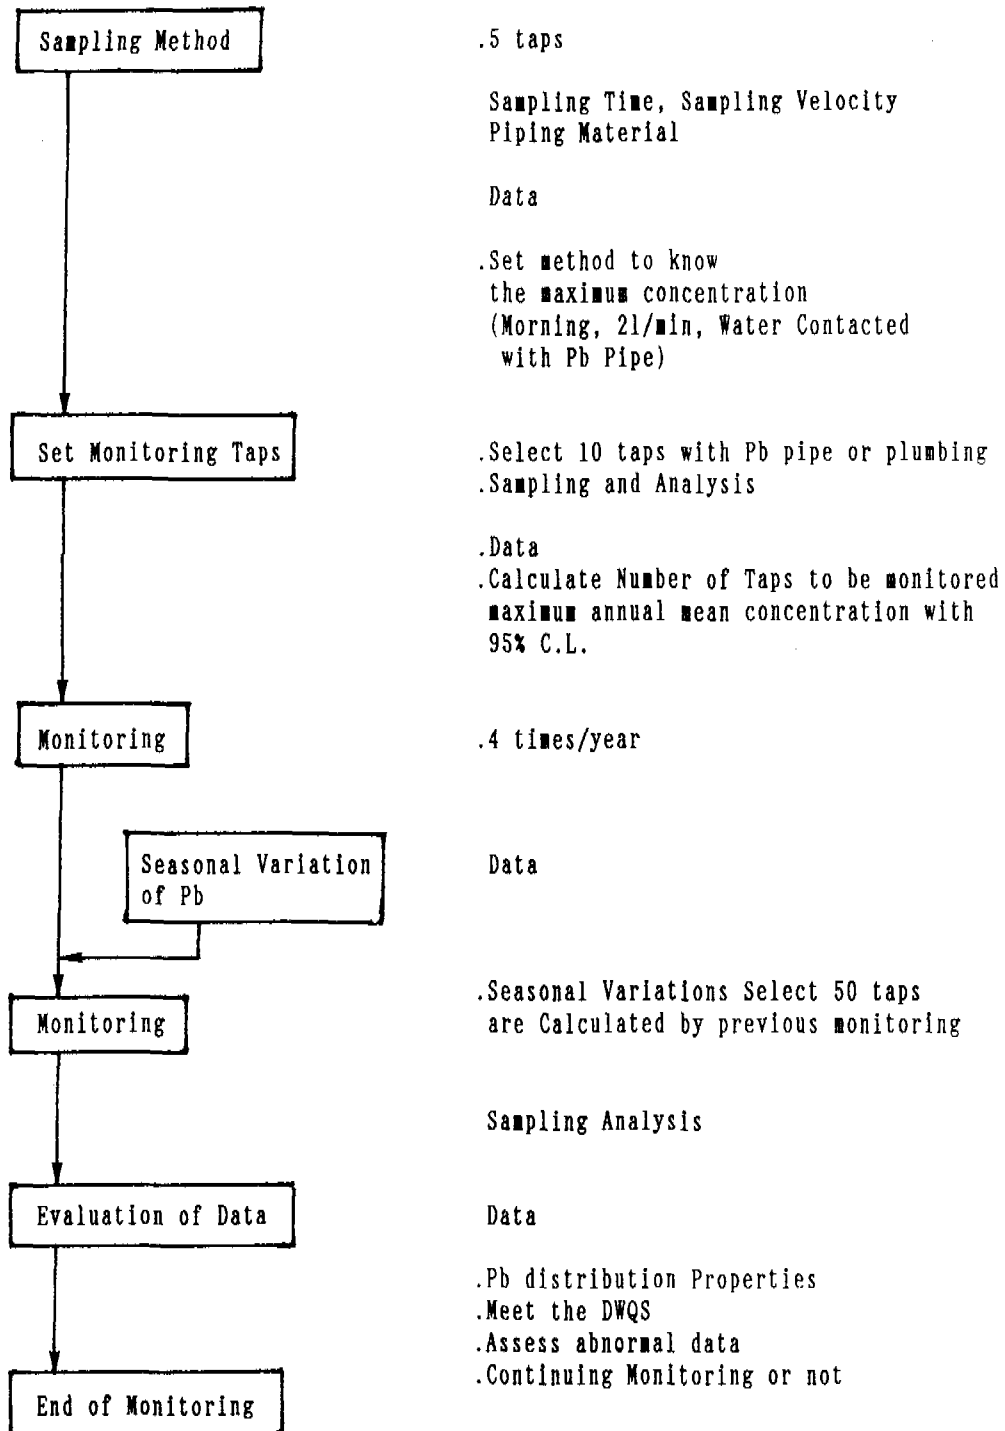 Sampling Method
.5 taps
Sampling Time, Sampling Velocity
Piping Material
Data
.Set method to know
the maximum concentration
(Morning, 2l/min, Water Contacted
with Pb Pipe)
Set Monitoring Taps
.Select 10 taps with Pb pipe or plumbing
.Sampling and Analysis
.Data
.Calculate Number of Taps to be monitored
maximum annual mean concentration with
95% C.L.
Monitoring
.4 times/year
Seasonal Variation
of Pb
Data
Monitoring
.Seasonal Variations Select 50 taps
are Calculated by previous monitoring
Sampling Analysis
Evaluation of Data
Data
.Pb distribution Properties
.Meet the DWQS
.Assess abnormal data
.Continuing Monitoring or not
End of Monitoring